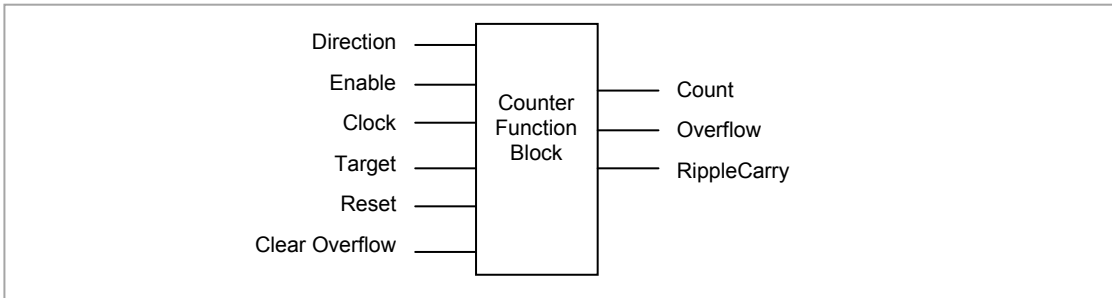 Direction
Enable
Clock
Target
Reset
Clear Overflow
Counter
Function
Block
Count
Overflow
RippleCarry